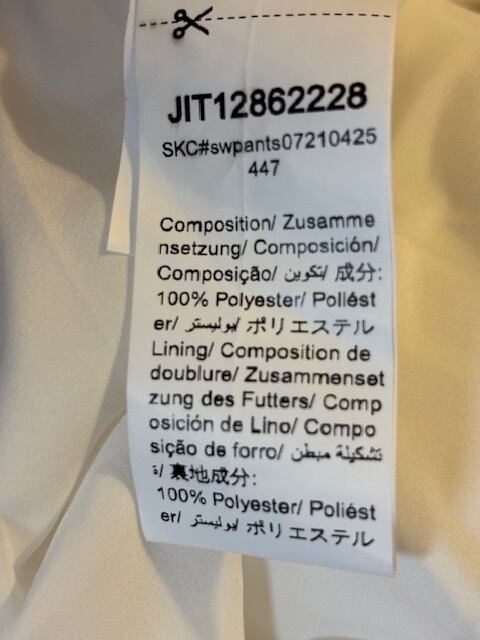 JIT12862228
SKC#swpants07210425
447
Composition/ Zusamme
nsetzung/ Composición/
Composição/ تكوين/ 成分:
100% Polyester/ Poliést
er/ بوليستر/ ポリエステル
Lining/ Composition de
doublure/ Zusammenset
zung des Futters/ Comp
osición de Lino/ Compo
sição de forro/ تشكيلة مبطن
ة/ 裏地成分:
100% Polyester/ Poliést
er/ بوليستر/ ポリエステル